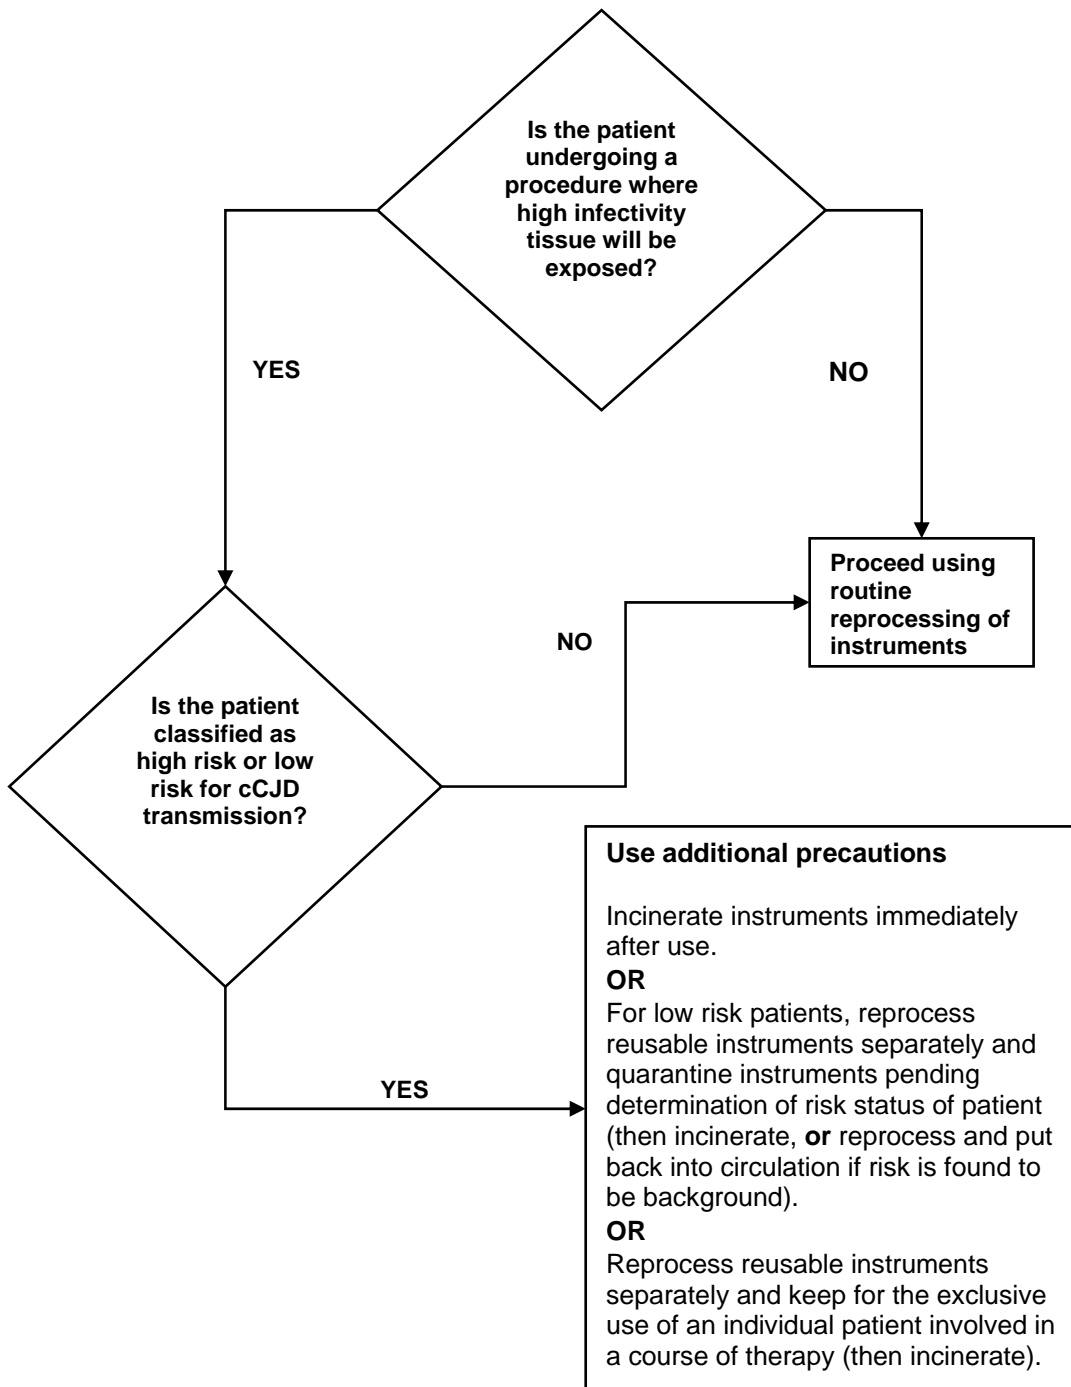 Is the patient
undergoing a
procedure where
high infectivity
tissue will be
exposed?
YES
NO
Proceed using
routine
reprocessing of
instruments
NO
Is the patient
classified as
high risk or low
risk for cCJD
transmission?
YES
Use additional precautions
Incinerate instruments immediately
after use.
OR
For low risk patients, reprocess
reusable instruments separately and
quarantine instruments pending
determination of risk status of patient
(then incinerate, or reprocess and put
back into circulation if risk is found to
be background).
OR
Reprocess reusable instruments
separately and keep for the exclusive
use of an individual patient involved in
a course of therapy (then incinerate).